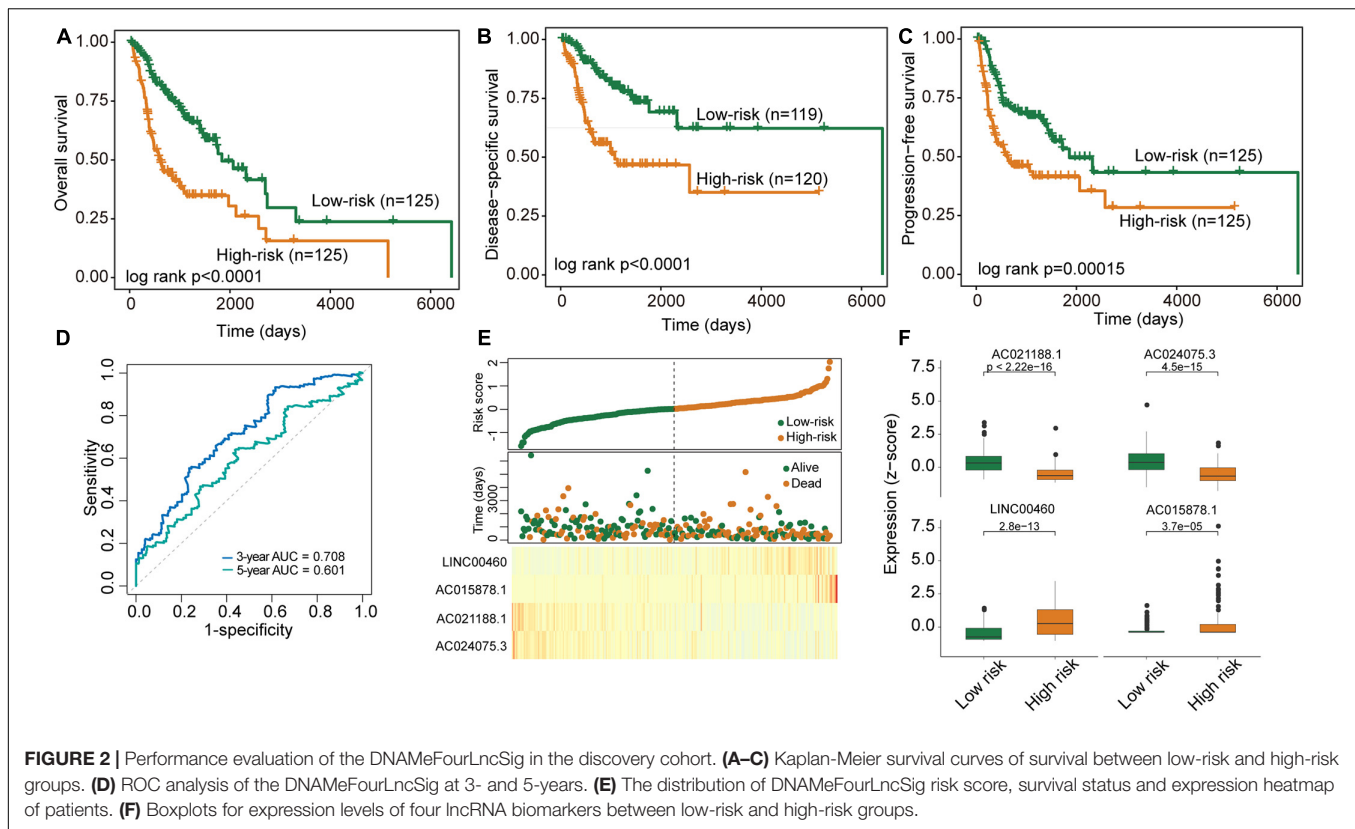 A
1.00
0.75
0.50
0.25
0.00
Overall survival
Low-risk (n=125)
High-risk (n=125)
log rank p<0.0001
0
2000
4000
6000
Time (days)
B
1.00
0.75
0.50
0.25
0.00
Disease-specific survival
Low-risk (n=119)
High-risk (n=120)
log rank p<0.0001
0
2000
4000
6000
Time (days)
C
1.00
0.75
0.50
0.25
0.00
Progression-free survival
Low-risk (n=125)
High-risk (n=125)
log rank p=0.00015
0
2000
4000
6000
Time (days)
D
1.0
0.8
0.6
0.4
0.2
0.0
Sensitivity
3-year AUC = 0.708
5-year AUC = 0.601
0.0
0.2
0.4
0.6
0.8
1.0
1-specificity
E
2
1
0
-1
Risk score
Low-risk
High-risk
Time (days)
3000
0
Alive
Dead
LINC00460
AC015878.1
AC021188.1
AC024075.3
F
Expression (z-score)
7.5
5.0
2.5
0.0
AC021188.1
p < 2.22e-16
AC024075.3
4.5e-15
7.5
5.0
2.5
0.0
LINC00460
2.8e-13
AC015878.1
3.7e-05
Low risk
High risk
Low risk
High risk
FIGURE 2 | Performance evaluation of the DNAMeFourLncSig in the discovery cohort. (A–C) Kaplan-Meier survival curves of survival between low-risk and high-risk
groups. (D) ROC analysis of the DNAMeFourLncSig at 3- and 5-years. (E) The distribution of DNAMeFourLncSig risk score, survival status and expression heatmap
of patients. (F) Boxplots for expression levels of four lncRNA biomarkers between low-risk and high-risk groups.